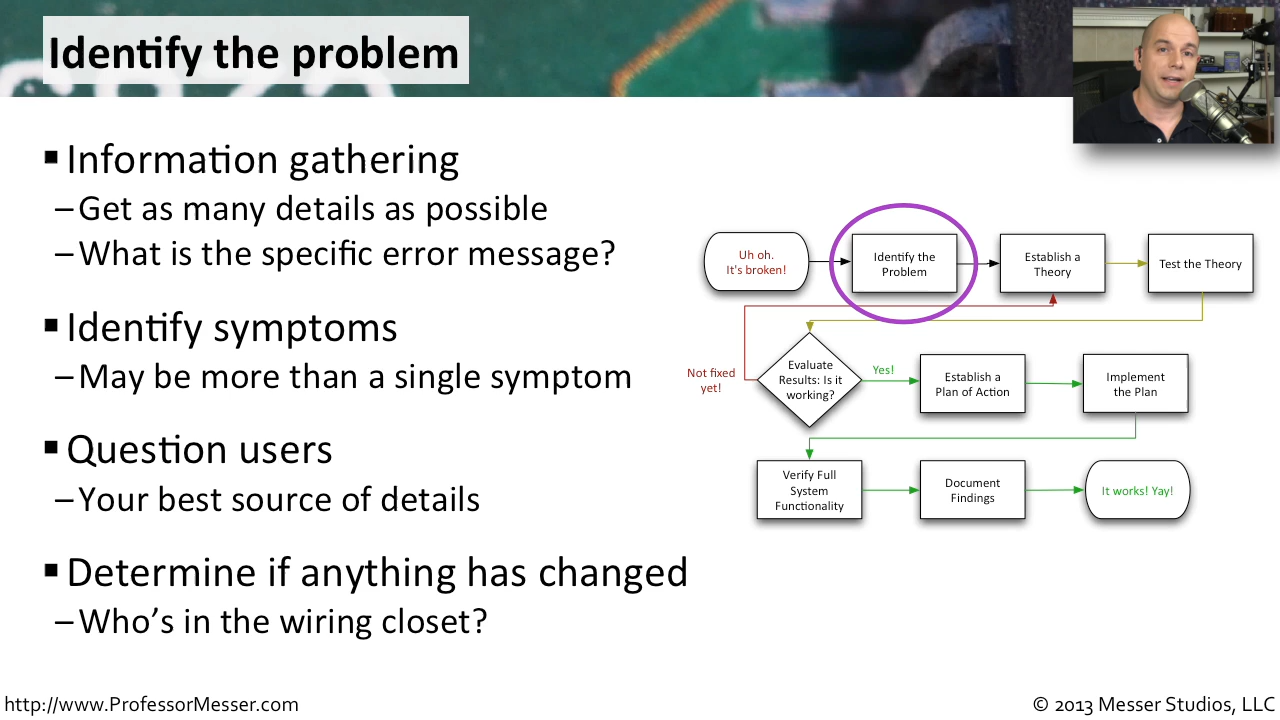 Identify the problem
▪ Information gathering
– Get as many details as possible
– What is the specific error message?
▪ Identify symptoms
– May be more than a single symptom
▪ Question users
– Your best source of details
▪ Determine if anything has changed
– Who’s in the wiring closet?
Uh oh.
It's broken!
Identify the
Problem
Establish a
Theory
Test the Theory
Not fixed
yet!
Evaluate
Results: Is it
working?
Yes!
Establish a
Plan of Action
Implement
the Plan
Verify Full
System
Functionality
Document
Findings
It works! Yay!
http://www.ProfessorMesser.com
© 2013 Messer Studios, LLC